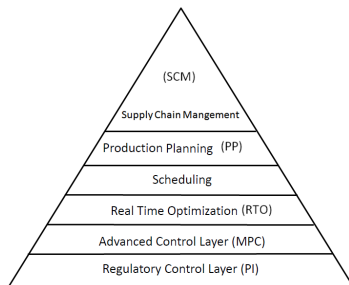 (SCM)
Supply Chain Mangement
Production Planning (PP)
Scheduling
Real Time Optimization (RTO)
Advanced Control Layer (MPC)
Regulatory Control Layer (PI)